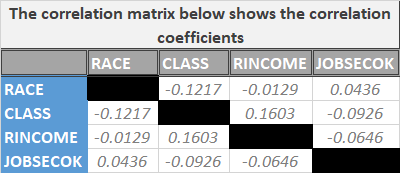 The correlation matrix below shows the correlation
coefficients
RACE CLASS RINCOME JOBSECOK
RACE -0.1217 -0.0129 0.0436
CLASS -0.1217 0.1603 -0.0926
RINCOME -0.0129 0.1603 -0.0646
JOBSECOK 0.0436 -0.0926 -0.0646